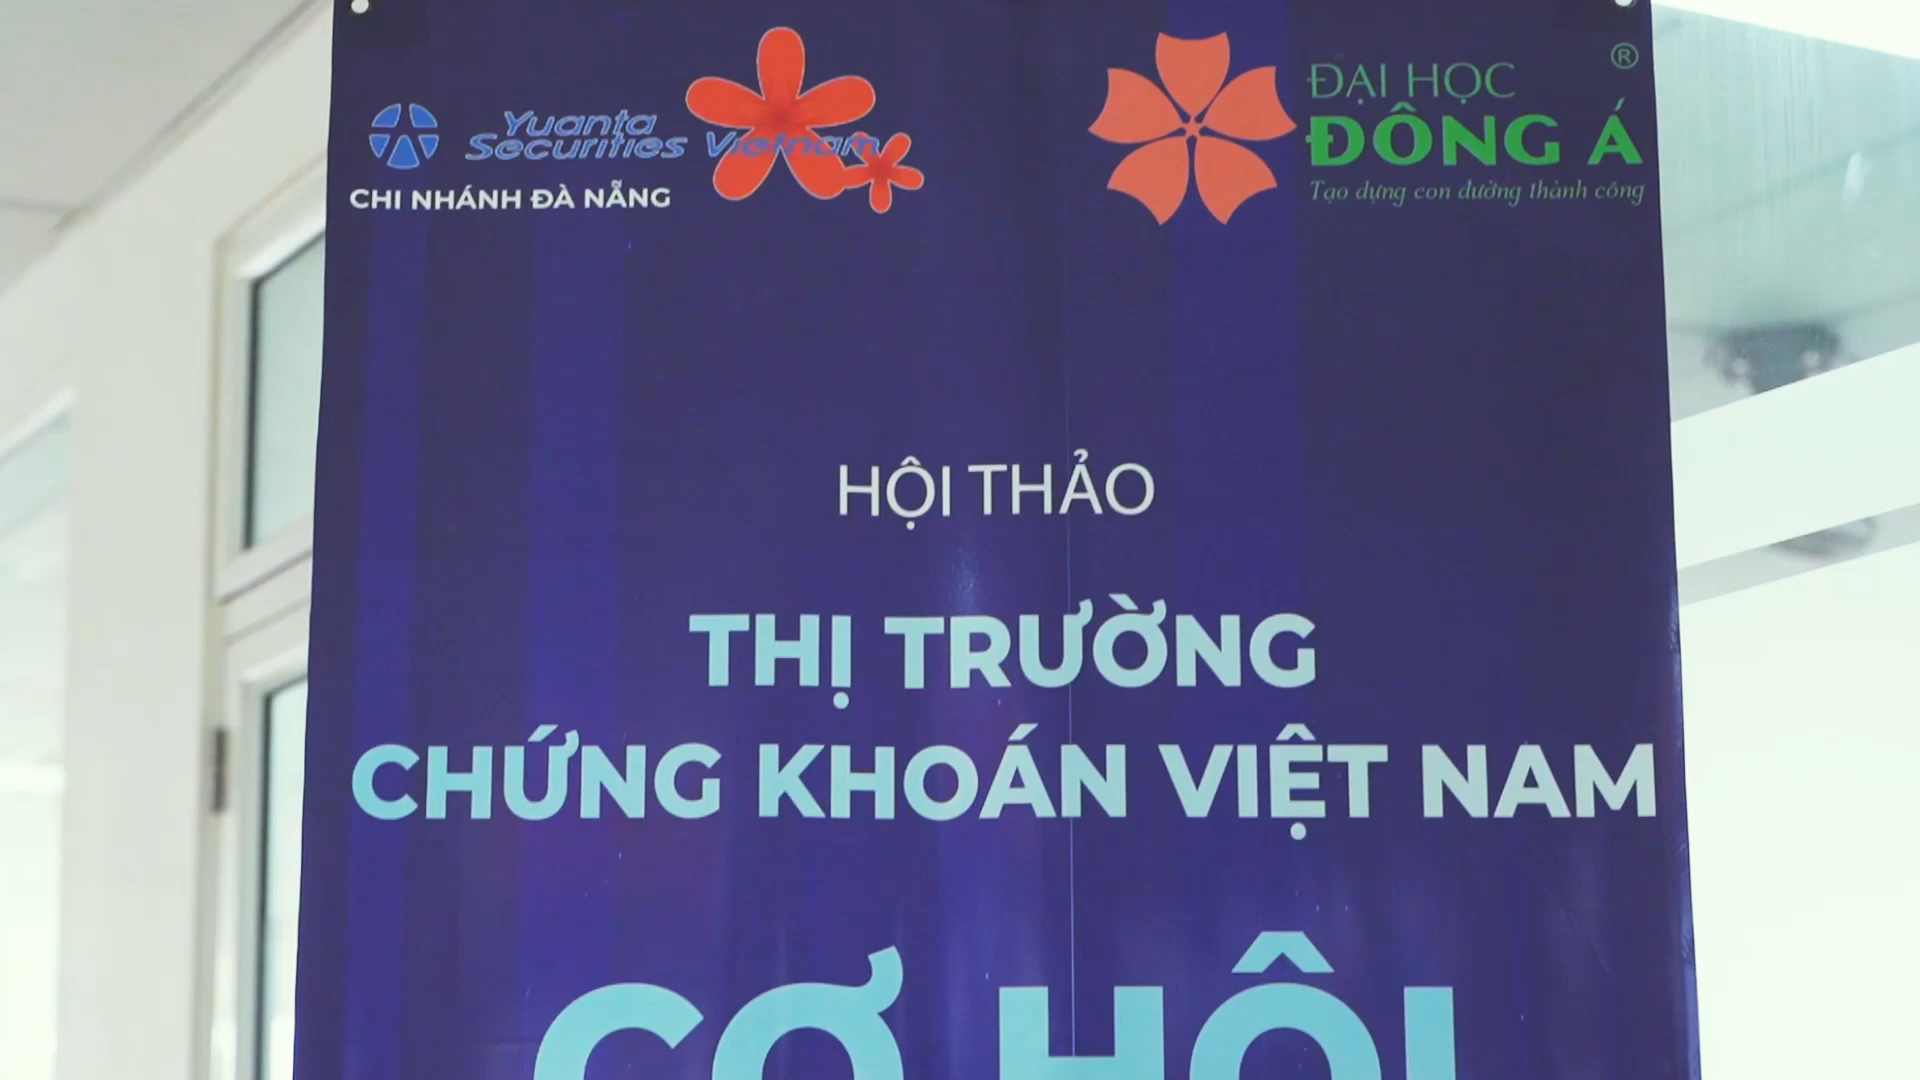 Yuanta
Securities Vietnam
CHI NHÁNH ĐÀ NẴNG
®
ĐẠI HỌC
ĐÔNG Á
Tạo dựng con đường thành công
HỘI THẢO
THỊ TRƯỜNG
CHỨNG KHOÁN VIỆT NAM
CƠ HỘI